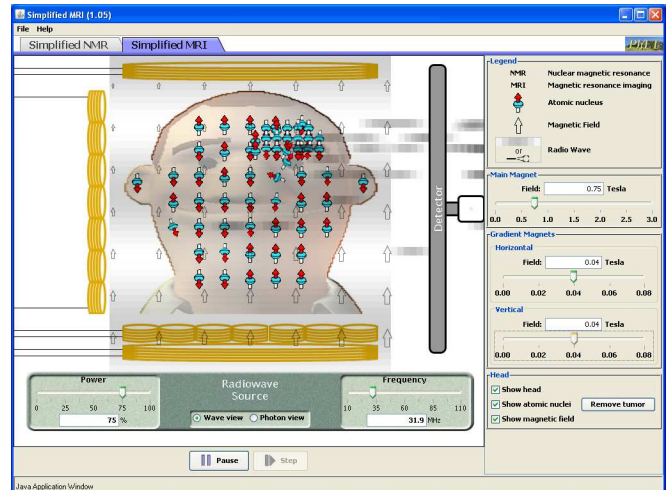 Simplified MRI (1.05)
File Help
Simplified NMR Simplified MRI PhET
Legend
NMR Nuclear magnetic resonance
MRI Magnetic resonance imaging
Atomic nucleus
Magnetic Field
or Radio Wave
Main Magnet
Field: 0.75 Tesla
0.0 0.5 1.0 1.5 2.0 2.5 3.0
Gradient Magnets
Horizontal
Field: 0.04 Tesla
0.00 0.02 0.04 0.06 0.08
Vertical
Field: 0.04 Tesla
0.00 0.02 0.04 0.06 0.08
Head
Show head
Show atomic nuclei Remove tumor
Show magnetic field
Detector
Power
0 25 50 75 100
75 %
Radiowave
Source
Wave view Photon view
Frequency
10 35 60 85 110
31.9 MHz
Pause Step
Java Application Window